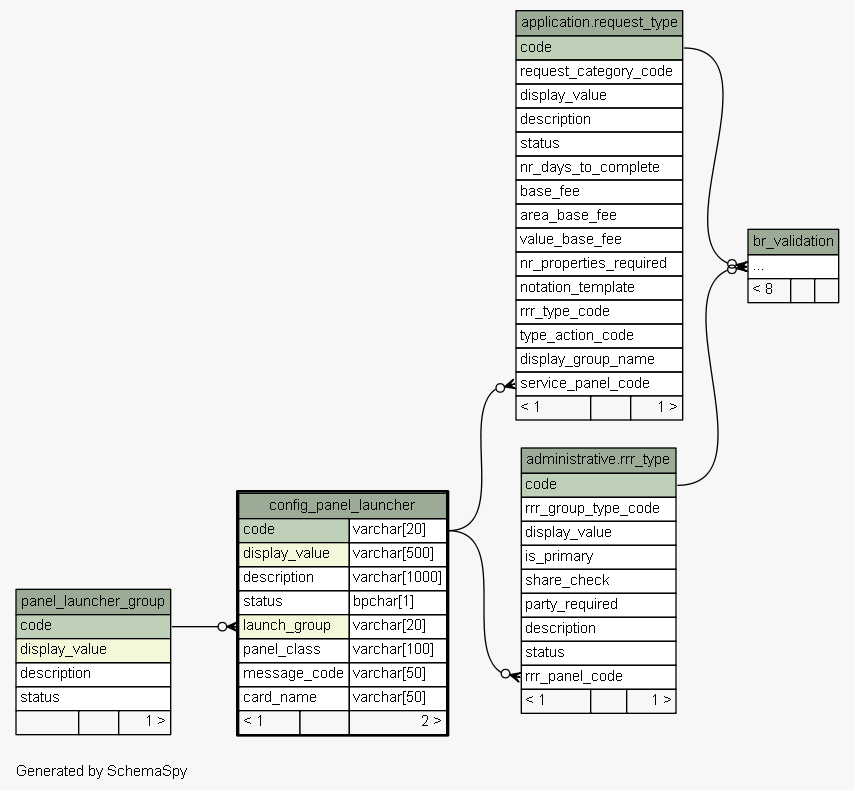 application.request_type
code
request_category_code
display_value
description
status
nr_days_to_complete
base_fee
area_base_fee
value_base_fee
nr_properties_required
notation_template
rrr_type_code
type_action_code
display_group_name
service_panel_code
< 1 1 >
br_validation
...
< 8
administrative.rrr_type
code
rrr_group_type_code
display_value
is_primary
share_check
party_required
description
status
rrr_panel_code
< 1 1 >
config_panel_launcher
code varchar[20]
display_value varchar[500]
description varchar[1000]
status bpchar[1]
launch_group varchar[20]
panel_class varchar[100]
message_code varchar[50]
card_name varchar[50]
< 1 2 >
panel_launcher_group
code
display_value
description
status
1 >
Generated by SchemaSpy